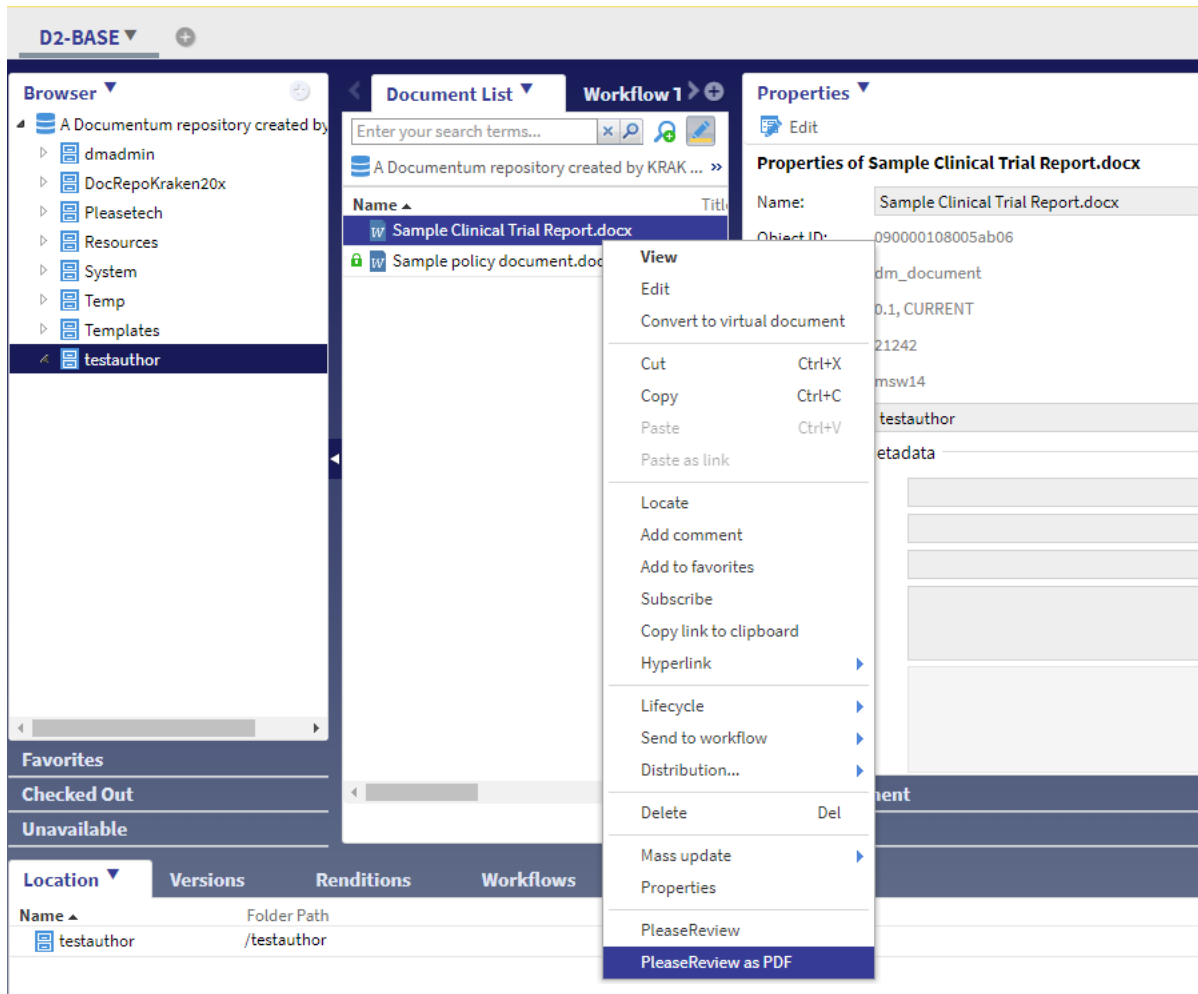 D2-BASE
Browser
A Documentum repository created by
dmadmin
DocRepoKraken20x
Pleasetech
Resources
System
Temp
Templates
testauthor
Favorites
Checked Out
Unavailable
Document List
Workflow
Enter your search terms...
A Documentum repository created by KRAK ... »
Name
Sample Clinical Trial Report.docx
Sample policy document.doc
View
Edit
Convert to virtual document
Cut Ctrl+X
Copy Ctrl+C
Paste Ctrl+V
Paste as link
Locate
Add comment
Add to favorites
Subscribe
Copy link to clipboard
Hyperlink
Lifecycle
Send to workflow
Distribution...
Delete Del
Mass update
Properties
PleaseReview
PleaseReview as PDF
Properties
Edit
Properties of Sample Clinical Trial Report.docx
Name: Sample Clinical Trial Report.docx
Object ID: 090000108005ab06
dm_document
0.1, CURRENT
21242
msw14
testauthor
etadata
Location Versions Renditions Workflows
Name Folder Path
testauthor /testauthor